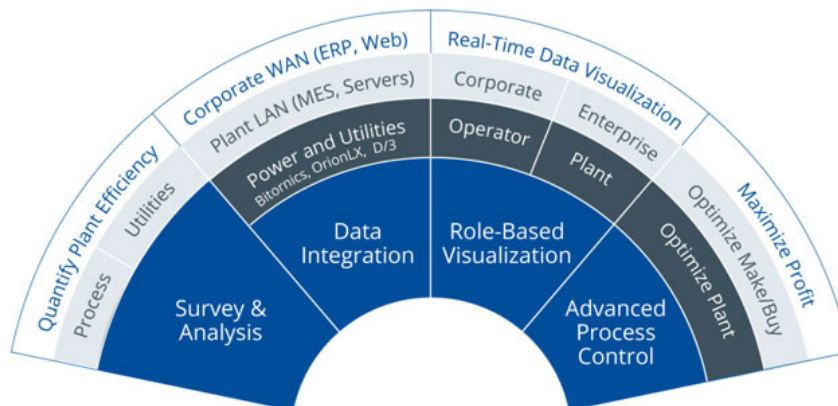 Quantify Plant Efficiency
Corporate WAN (ERP, Web)
Real-Time Data Visualization
Maximize Profit
Process
Utilities
Plant LAN (MES, Servers)
Corporate
Enterprise
Optimize Make/Buy
Power and Utilities
Bitornics, OrionLX, D/3
Operator
Plant
Optimize Plant
Survey &
Analysis
Data
Integration
Role-Based
Visualization
Advanced
Process
Control